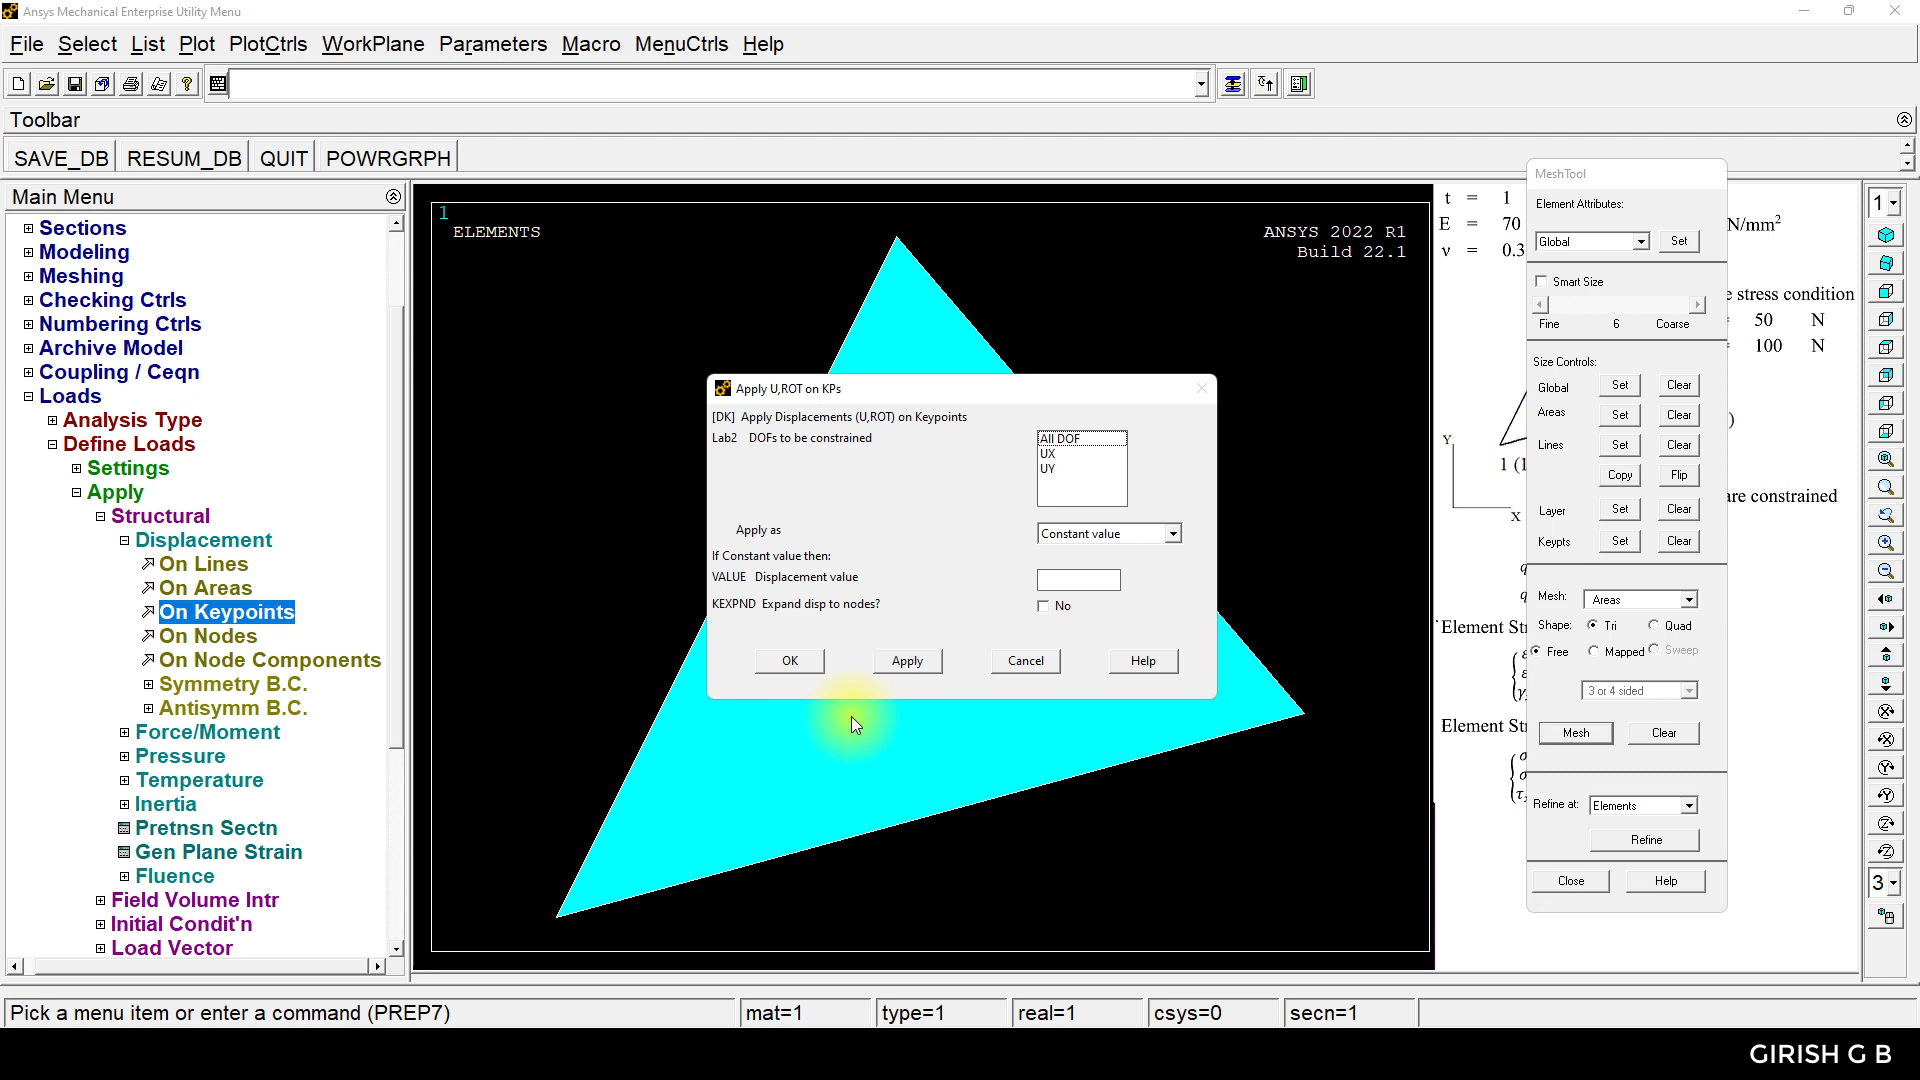 Ansys Mechanical Enterprise Utility Menu
File Select List Plot PlotCtrls WorkPlane Parameters Macro MenuCtrls Help
Toolbar
SAVE_DB RESUM_DB QUIT POWRGRPH
Main Menu
Sections
Modeling
Meshing
Checking Ctrls
Numbering Ctrls
Archive Model
Coupling / Ceqn
Loads
Analysis Type
Define Loads
Settings
Apply
Structural
Displacement
On Lines
On Areas
On Keypoints
On Nodes
On Node Components
Symmetry B.C.
Antisymm B.C.
Force/Moment
Pressure
Temperature
Inertia
Pretnsn Sectn
Gen Plane Strain
Fluence
Field Volume Intr
Initial Condit'n
Load Vector
1
ELEMENTS
ANSYS 2022 R1
Build 22.1
Apply U,ROT on KPs
[DK] Apply Displacements (U,ROT) on Keypoints
Lab2 DOFs to be constrained
All DOF
UX
UY
Apply as
Constant value
If Constant value then:
VALUE Displacement value
KEXPND Expand disp to nodes?
No
OK Apply Cancel Help
t = 1
E = 70 N/mm²
ν = 0.3
stress condition
50 N
100 N
Y
1 (1
X
are constrained
q
q
Element
Element
MeshTool
Element Attributes:
Global Set
Smart Size
Fine 6 Coarse
Size Controls:
Global Set Clear
Areas Set Clear
Lines Set Clear
Copy Flip
Layer Set Clear
Keypts Set Clear
Mesh: Areas
Shape: Tri Quad
Free Mapped Sweep
3 or 4 sided
Mesh Clear
Refine at: Elements
Refine
Close Help
1
3
Pick a menu item or enter a command (PREP7) mat=1 type=1 real=1 csys=0 secn=1
GIRISH G B